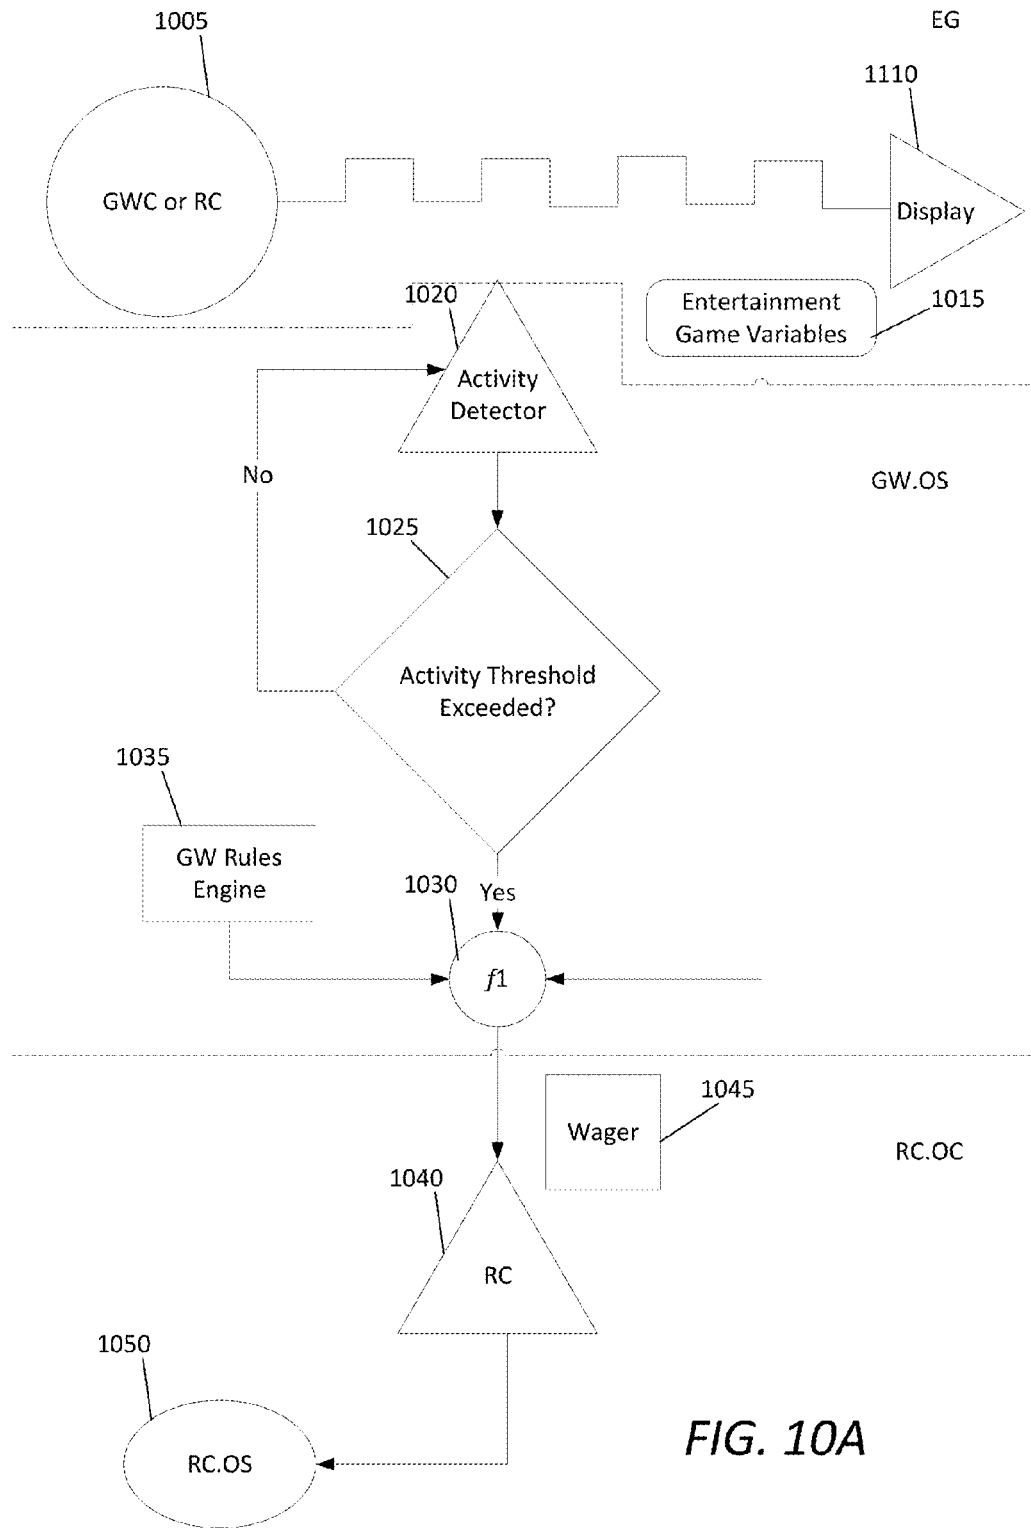 1005
EG
1110
GWC or RC
Display
1020
Entertainment
Game Variables
1015
Activity
Detector
No
GW.OS
1025
Activity Threshold
Exceeded?
1035
GW Rules
Engine
1030
Yes
f1
Wager
1045
RC.OC
1040
RC
1050
RC.OS
FIG. 10A